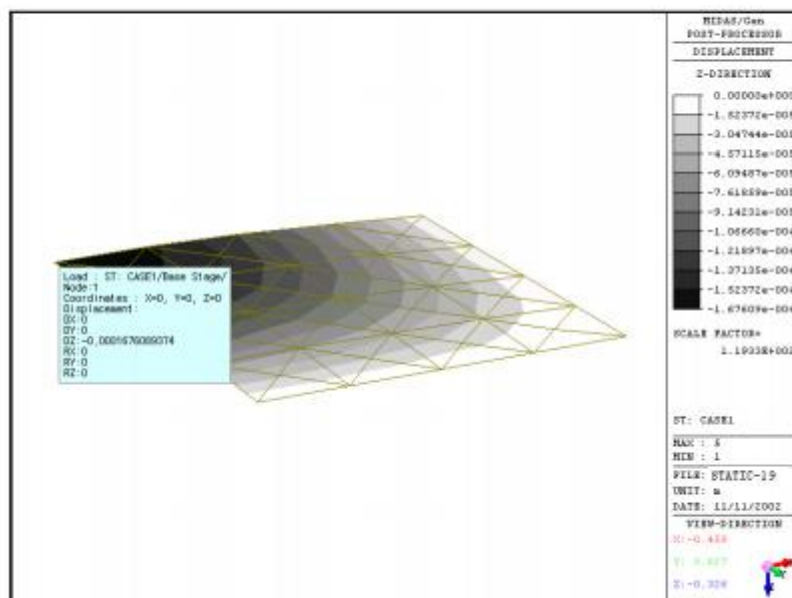 MIDAS/Gen
POST-PROCESSOR
DISPLACEMENT
Z-DIRECTION
0.00000e+000
-1.52372e-005
-3.04744e-005
-4.57115e-005
-6.09487e-005
-7.61859e-005
-9.14231e-005
-1.06660e-004
-1.21897e-004
-1.37135e-004
-1.52372e-004
-1.67609e-004
SCALE FACTOR=
ST: CASE1
MAX : 5
MIN : 1
FILE: STATIC-19
UNIT: m
DATE: 11/11/2002
VIEW-DIRECTION
Load : ST: CASE1/Base Stage/
Node:1
Coordinates : X=0, Y=0, Z=0
Displacement:
DX:0
DY:0
DZ:-0.0001676089374
RX:0
RY:0
RZ:0